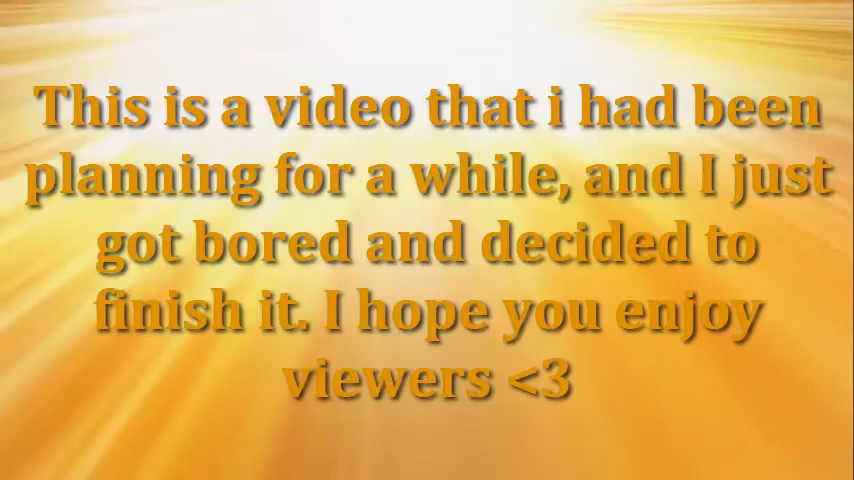 This is a video that i had been
planning for a while, and I just
got bored and decided to
finish it. I hope you enjoy
viewers <3